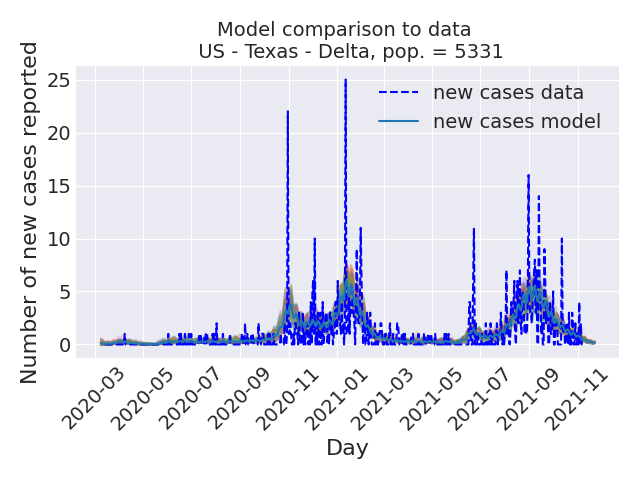 Model comparison to data
US - Texas - Delta, pop. = 5331
Number of new cases reported
25
20
15
10
5
0
new cases data
new cases model
2020-03
2020-05
2020-07
2020-09
2020-11
2021-01
2021-03
2021-05
2021-07
2021-09
2021-11
Day